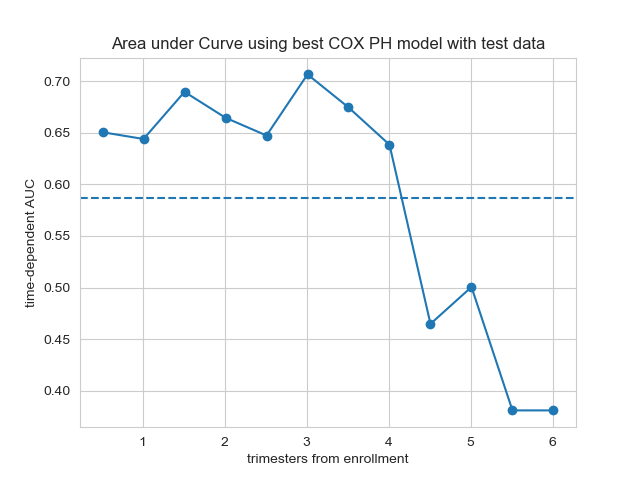 Area under Curve using best COX PH model with test data
time-dependent AUC
0.70
0.65
0.60
0.55
0.50
0.45
0.40
1 2 3 4 5 6
trimesters from enrollment